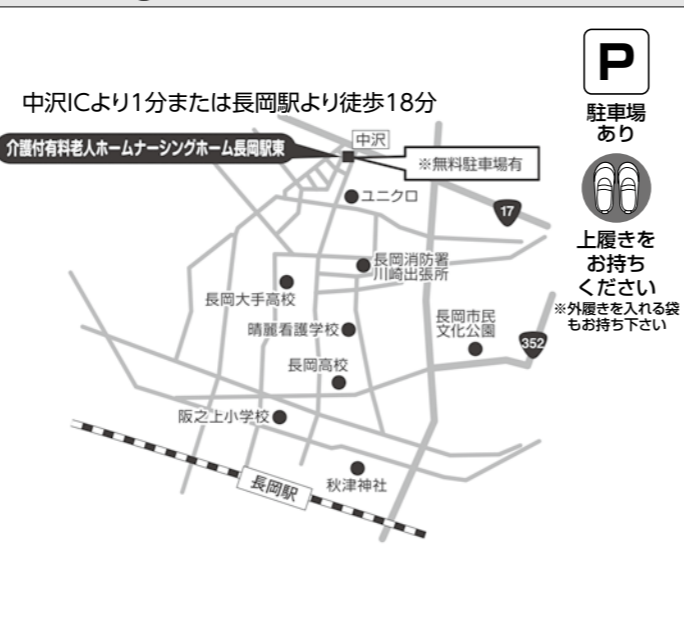 中沢ICより1分または長岡駅より徒歩18分
P
駐車場
あり
介護付有料老人ホームナーシングホーム長岡駅東
中沢
※無料駐車場有
ユニクロ
17
上履きを
お持ち
ください
※外履きを入れる袋
もお持ち下さい
長岡消防署
川崎出張所
長岡大手高校
晴麗看護学校
長岡市民
文化公園
352
長岡高校
阪之上小学校
秋津神社
長岡駅